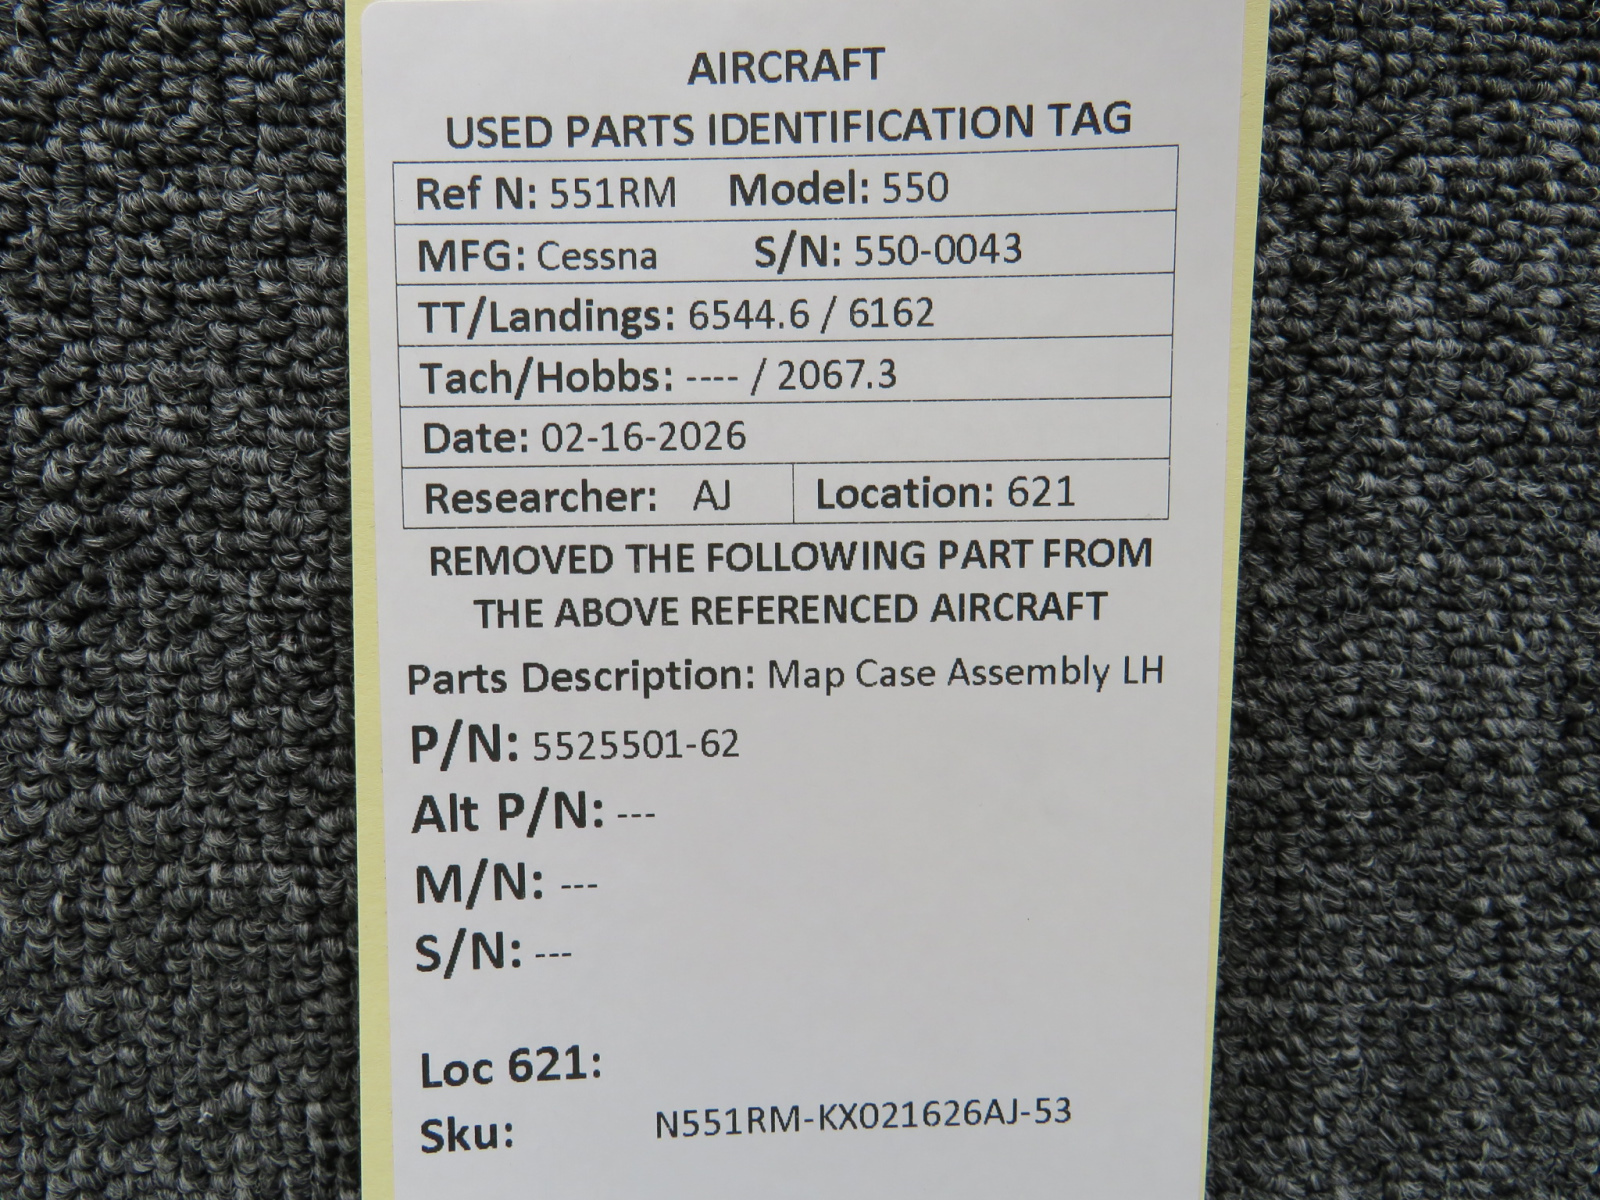 AIRCRAFT
USED PARTS IDENTIFICATION TAG
Ref N: 551RM Model: 550
MFG: Cessna S/N: 550-0043
TT/Landings: 6544.6 / 6162
Tach/Hobbs: ---- / 2067.3
Date: 02-16-2026
Researcher: AJ Location: 621
REMOVED THE FOLLOWING PART FROM
THE ABOVE REFERENCED AIRCRAFT
Parts Description: Map Case Assembly LH
P/N: 5525501-62
Alt P/N: ---
M/N: ---
S/N: ---
Loc 621:
Sku: N551RM-KX021626AJ-53